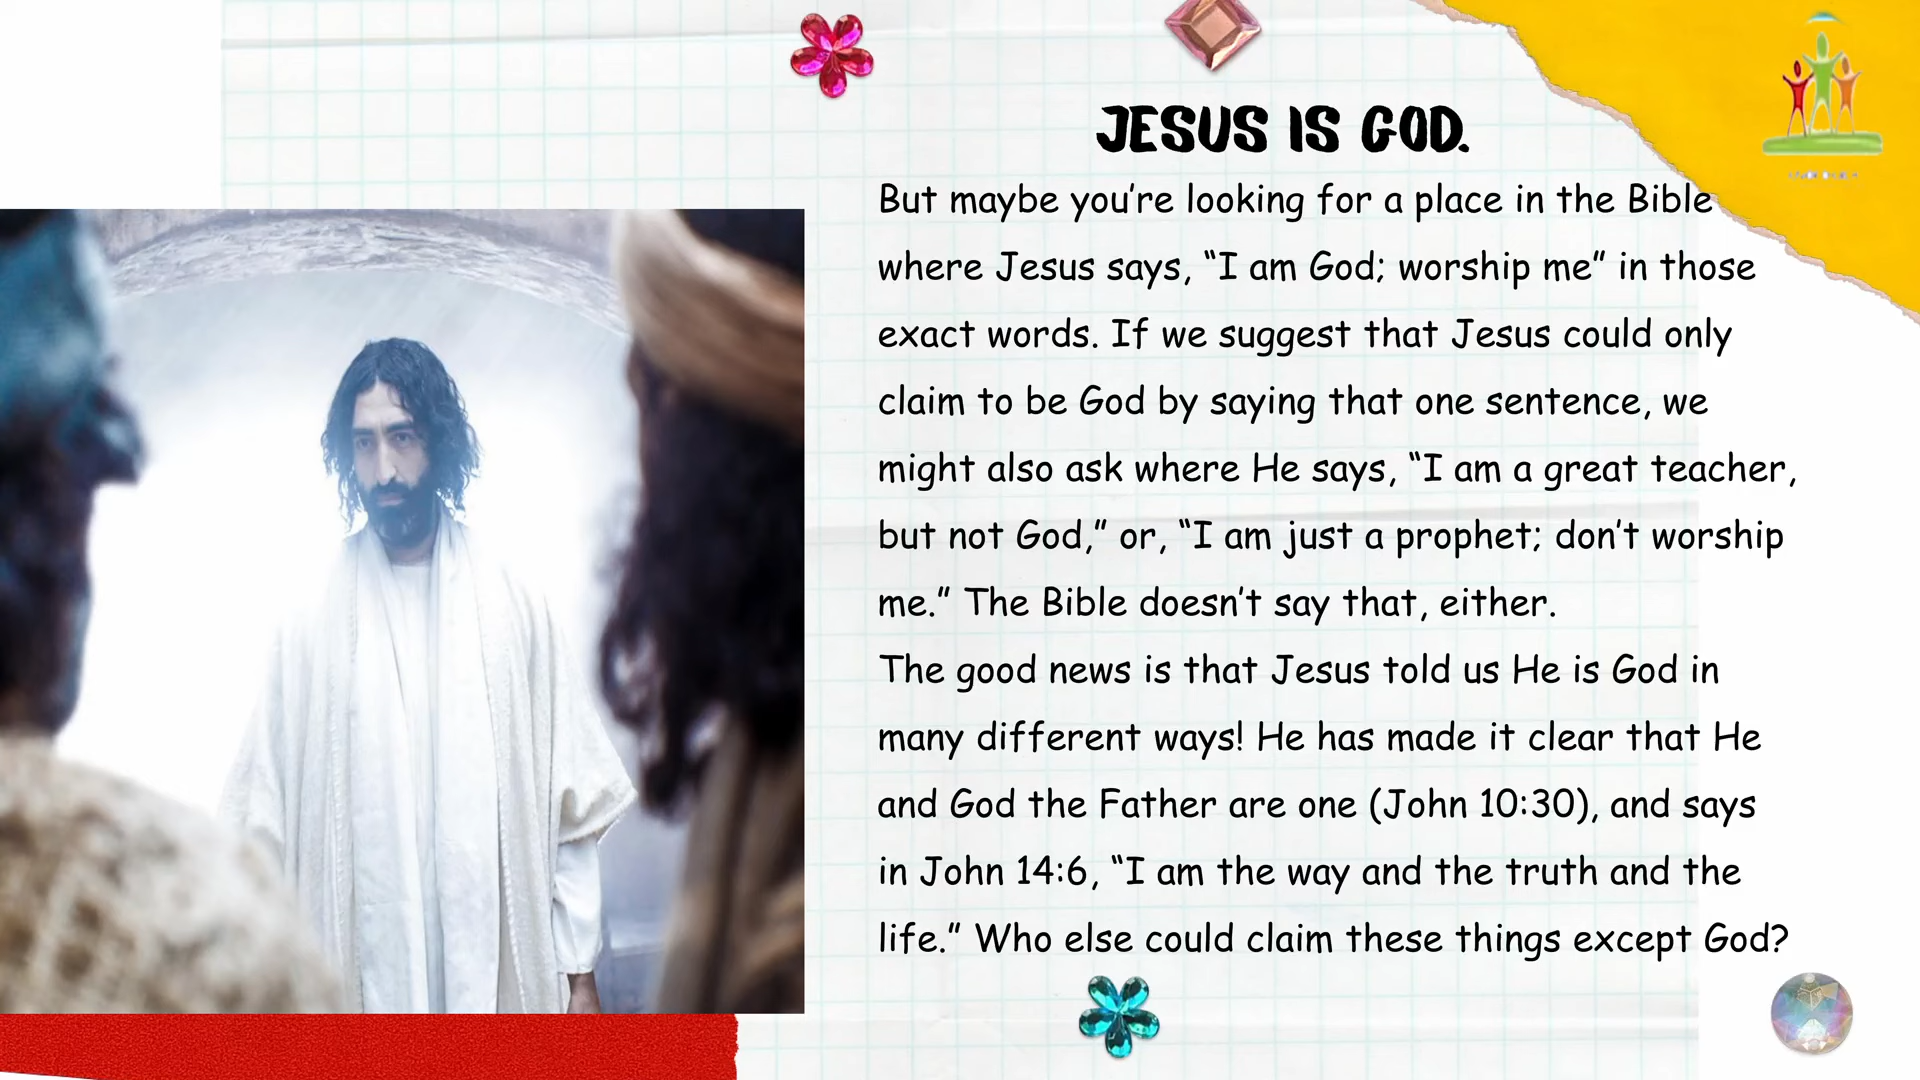 JESUS IS GOD.
But maybe you're looking for a place in the Bible
where Jesus says, “I am God; worship me” in those
exact words. If we suggest that Jesus could only
claim to be God by saying that one sentence, we
might also ask where He says, “I am a great teacher,
but not God,” or, “I am just a prophet; don't worship
me.” The Bible doesn't say that, either.
The good news is that Jesus told us He is God in
many different ways! He has made it clear that He
and God the Father are one (John 10:30), and says
in John 14:6, “I am the way and the truth and the
life.” Who else could claim these things except God?